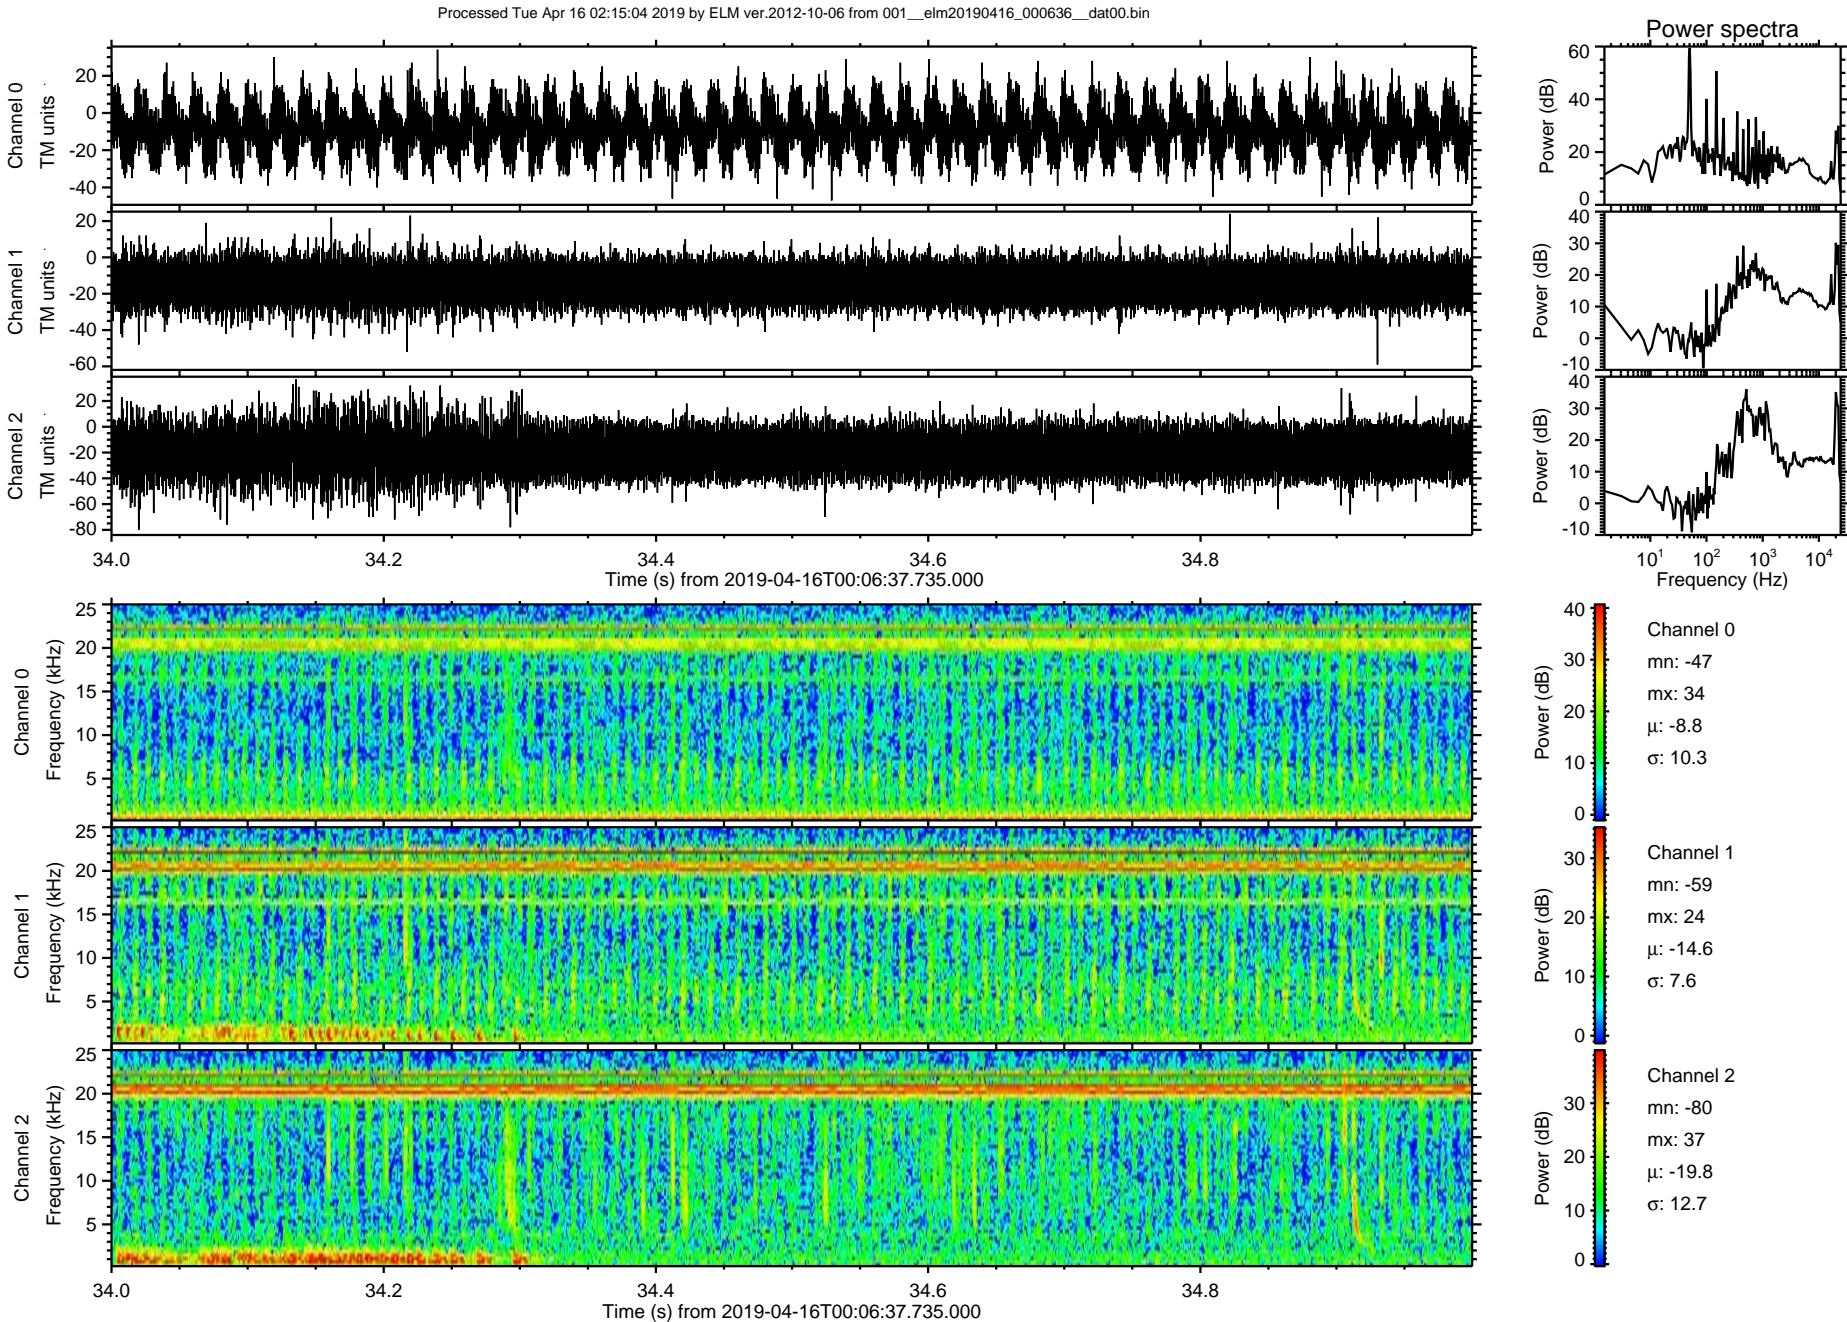 Processed Tue Apr 16 02:15:04 2019 by ELM ver.2012-10-06 from 001__elm20190416_000636__dat00.bin
Power spectra
Channel 0
TM units
20
0
-20
-40
Power (dB)
60
40
20
0
Channel 1
TM units
20
0
-20
-40
-60
Power (dB)
40
30
20
10
0
-10
Channel 2
TM units
20
0
-20
-40
-60
-80
Power (dB)
40
30
20
10
0
-10
34.0 34.2 34.4 34.6 34.8
Time (s) from 2019-04-16T00:06:37.735.000
10^1 10^2 10^3 10^4
Frequency (Hz)
Channel 0
Frequency (kHz)
25
20
15
10
5
Power (dB)
40
30
20
10
0
Channel 0
mn: -47
mx: 34
μ: -8.8
σ: 10.3
Channel 1
Frequency (kHz)
25
20
15
10
5
Power (dB)
30
20
10
0
Channel 1
mn: -59
mx: 24
μ: -14.6
σ: 7.6
Channel 2
Frequency (kHz)
25
20
15
10
5
Power (dB)
30
20
10
0
Channel 2
mn: -80
mx: 37
μ: -19.8
σ: 12.7
34.0 34.2 34.4 34.6 34.8
Time (s) from 2019-04-16T00:06:37.735.000